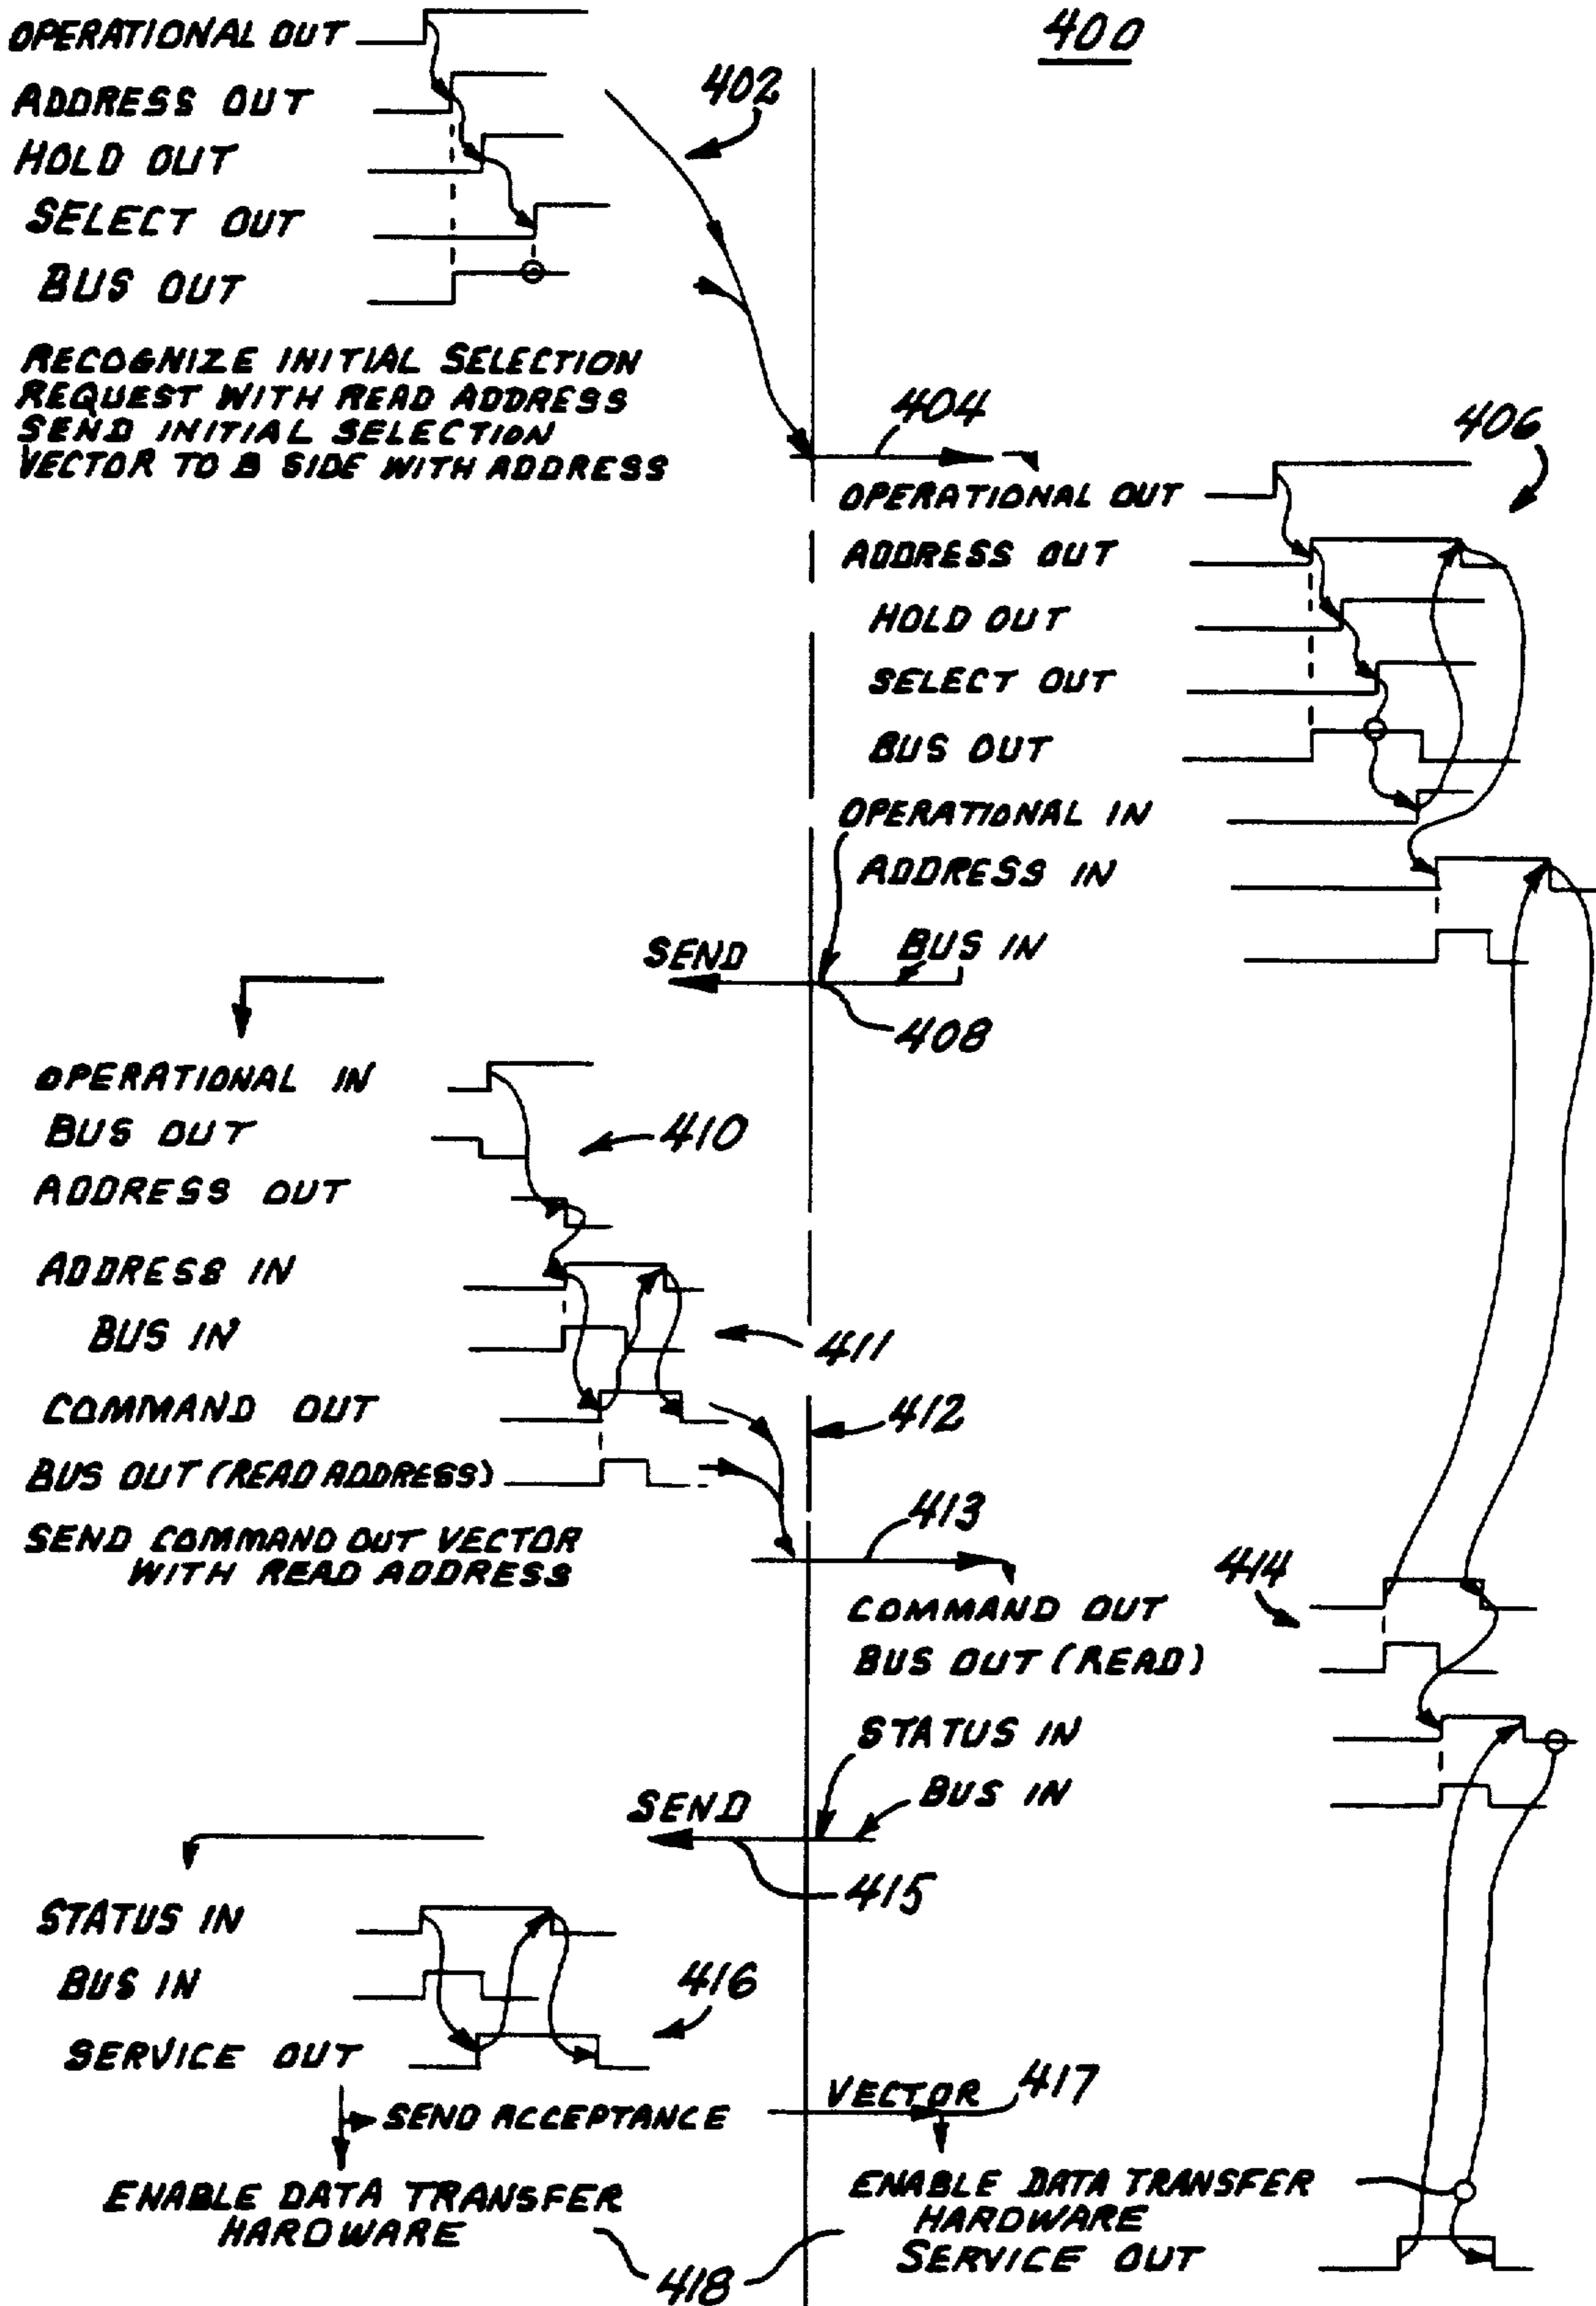 400
OPERATIONAL OUT
ADDRESS OUT
HOLD OUT
SELECT OUT
BUS OUT
402
RECOGNIZE INITIAL SELECTION
REQUEST WITH READ ADDRESS
SEND INITIAL SELECTION
VECTOR TO B SIDE WITH ADDRESS
404
406
OPERATIONAL OUT
ADDRESS OUT
HOLD OUT
SELECT OUT
BUS OUT
OPERATIONAL IN
ADDRESS IN
BUS IN
SEND
408
OPERATIONAL IN
BUS OUT
410
ADDRESS OUT
ADDRESS IN
BUS IN
411
COMMAND OUT
412
BUS OUT (READ ADDRESS)
SEND COMMAND OUT VECTOR
WITH READ ADDRESS
413
414
COMMAND OUT
BUS OUT (READ)
STATUS IN
BUS IN
SEND
415
STATUS IN
BUS IN
416
SERVICE OUT
VECTOR
417
SEND ACCEPTANCE
ENABLE DATA TRANSFER
HARDWARE
ENABLE DATA TRANSFER
HARDWARE
SERVICE OUT
418